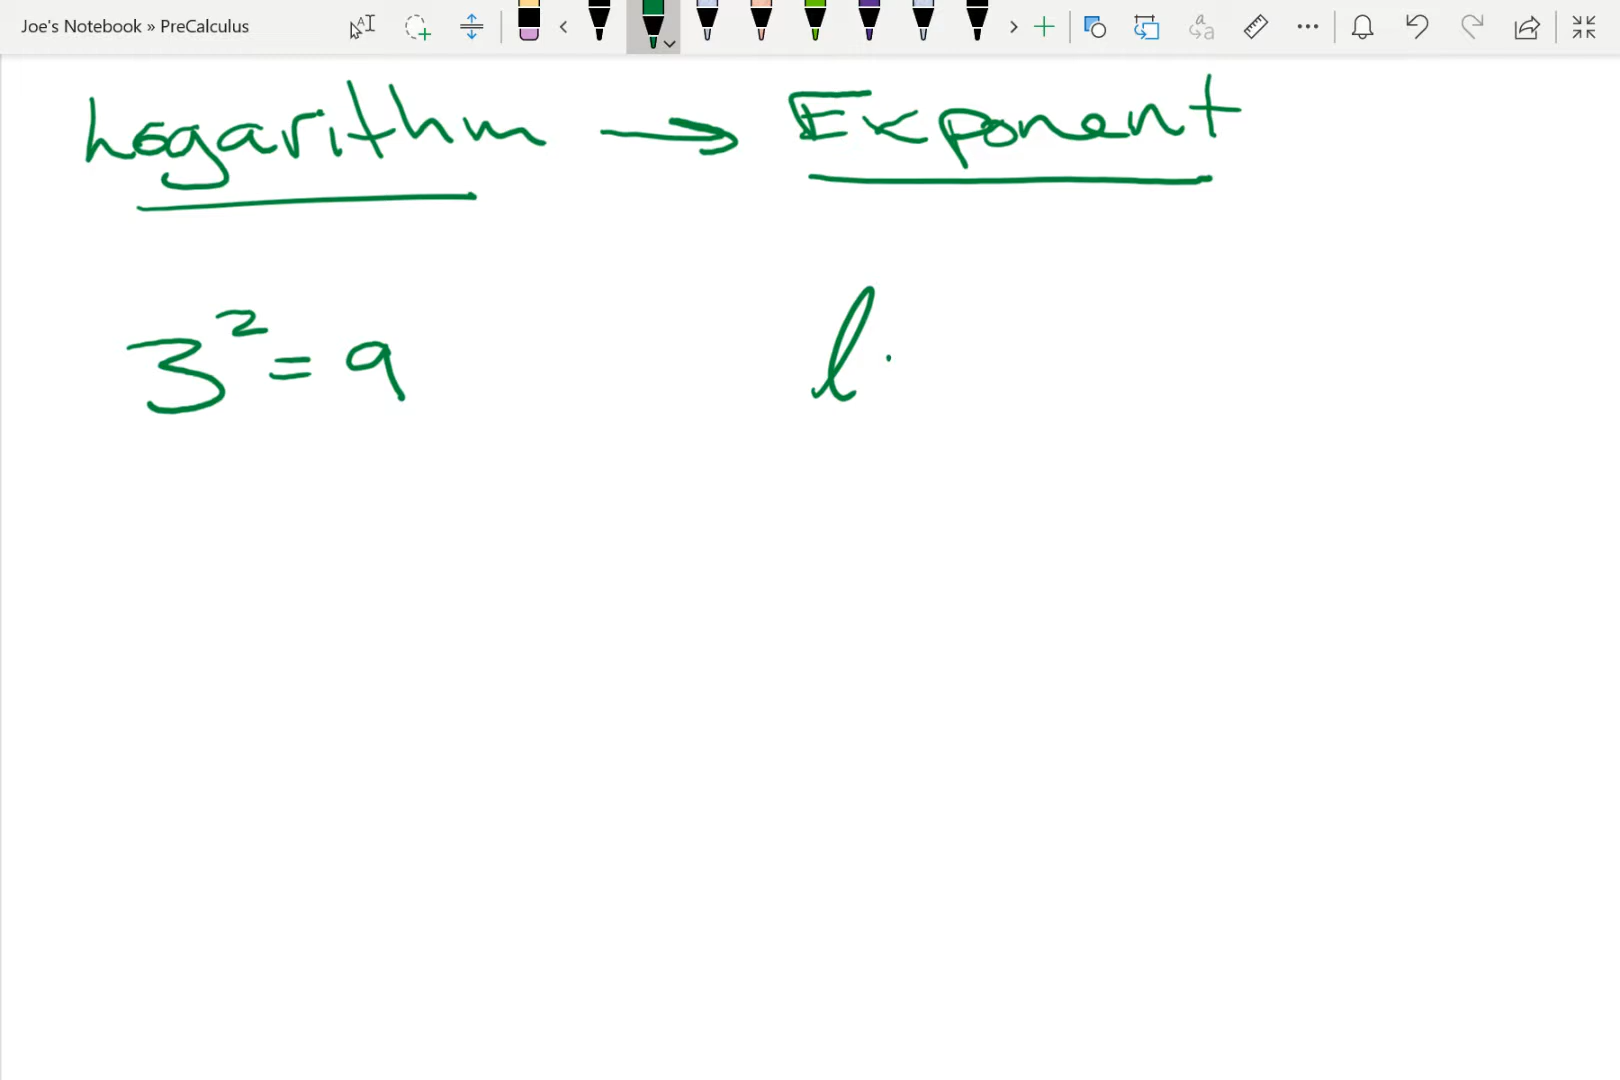 Joe's Notebook » PreCalculus
Logarithm → Exponent
3² = 9 l